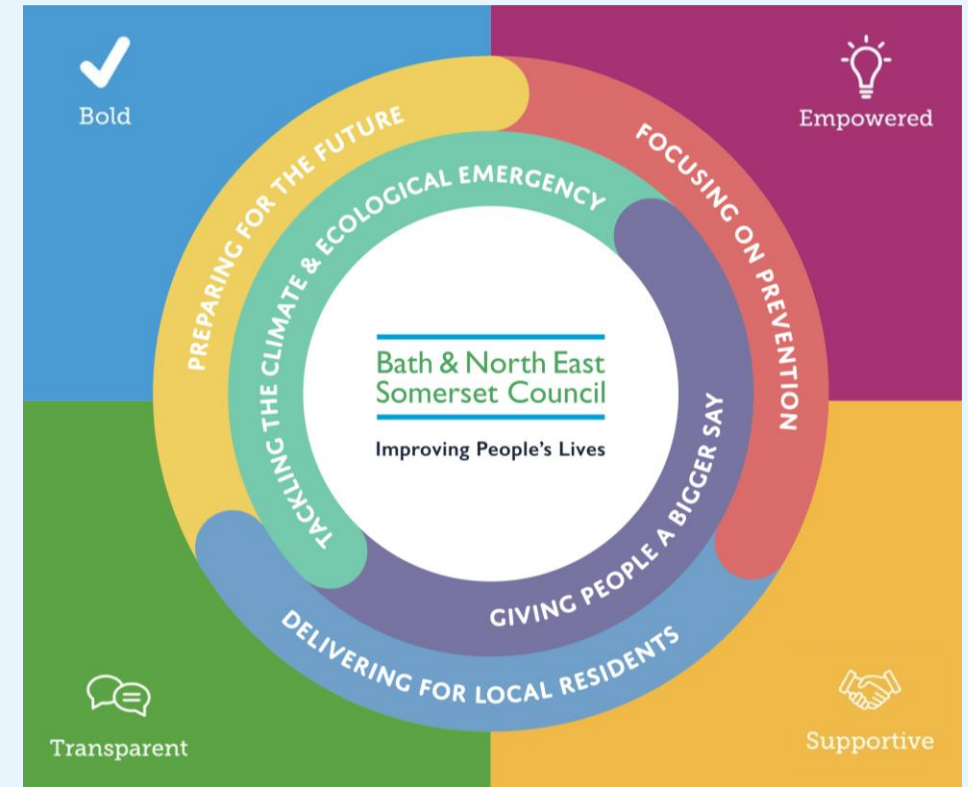 Bold
Empowered
PREPARING FOR THE FUTURE
FOCUSING ON PREVENTION
TACKLING THE CLIMATE & ECOLOGICAL EMERGENCY
Bath & North East
Somerset Council
Improving People's Lives
GIVING PEOPLE A BIGGER SAY
DELIVERING FOR LOCAL RESIDENTS
Transparent
Supportive